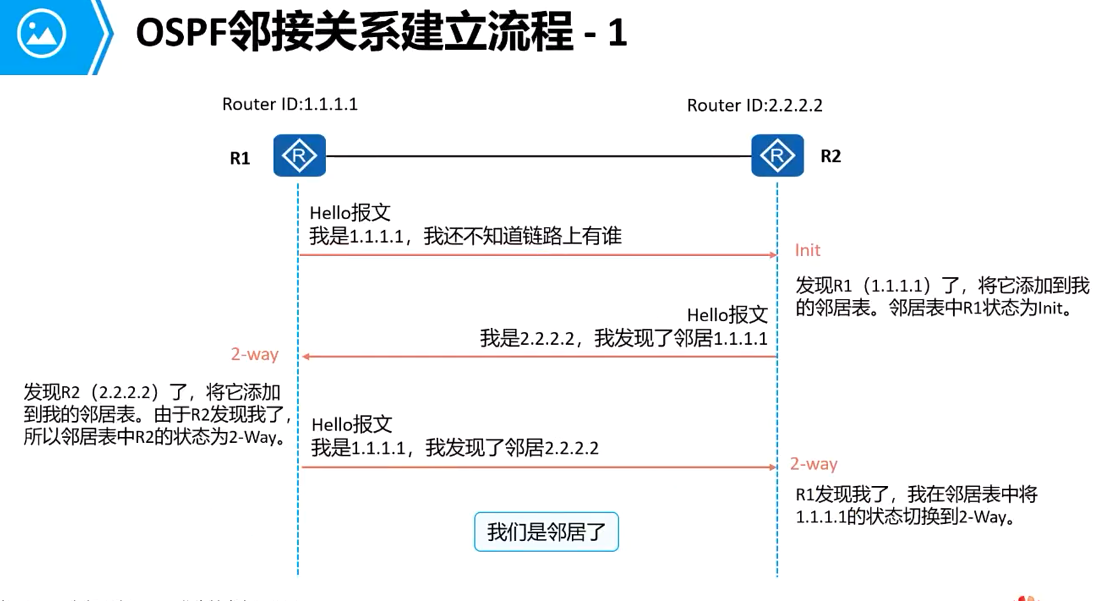 OSPF邻接关系建立流程 - 1
Router ID:1.1.1.1
Router ID:2.2.2.2
R1
R
R
R2
Hello报文
我是1.1.1.1，我还不知道链路上有谁
Init
发现R1（1.1.1.1）了，将它添加到我
的邻居表。邻居表中R1状态为Init。
Hello报文
我是2.2.2.2，我发现了邻居1.1.1.1
2-way
发现R2（2.2.2.2）了，将它添加
到我的邻居表。由于R2发现我了，
所以邻居表中R2的状态为2-Way。
Hello报文
我是1.1.1.1，我发现了邻居2.2.2.2
2-way
R1发现我了，我在邻居表中将
1.1.1.1的状态切换到2-Way。
我们是邻居了